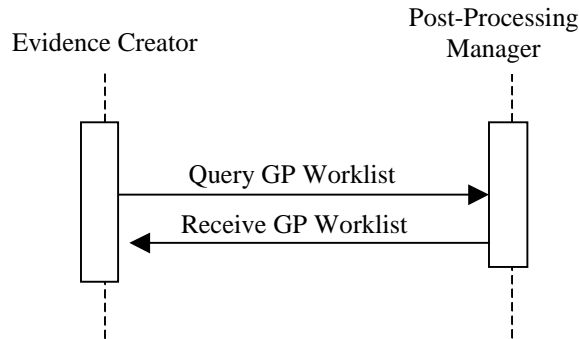 Evidence Creator
Post-Processing
Manager
Query GP Worklist
Receive GP Worklist